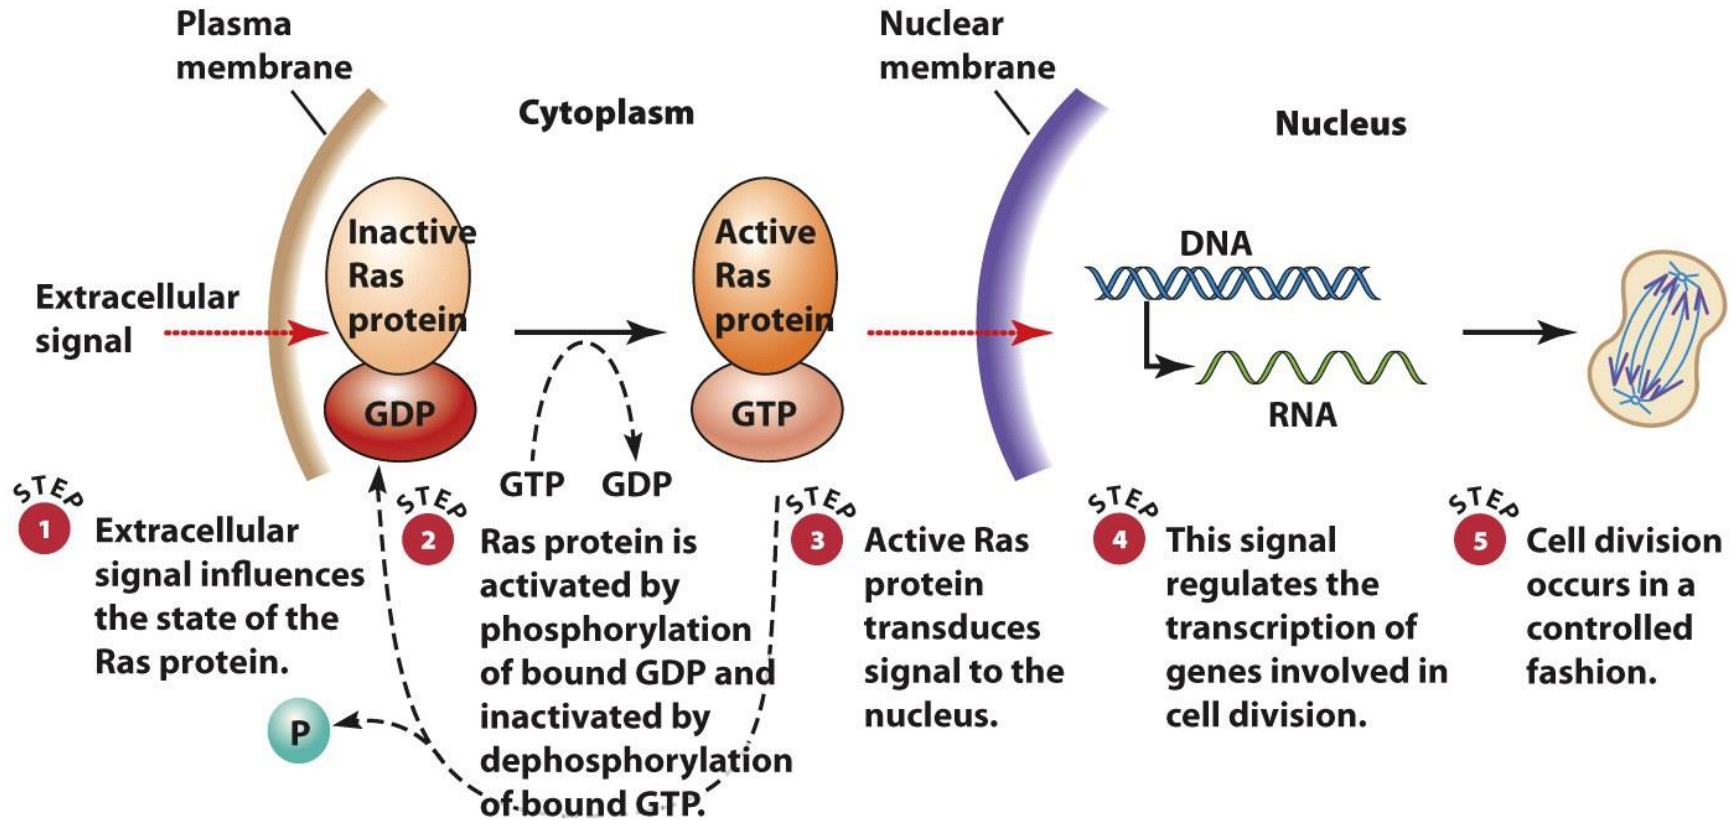 Plasma
membrane
Cytoplasm
Nuclear
membrane
Nucleus
Extracellular
signal
Inactive
Ras
protein
GDP
Active
Ras
protein
GTP
GTP
GDP
DNA
RNA
STEP
1
Extracellular
signal influences
the state of the
Ras protein.
P
STEP
2
Ras protein is
activated by
phosphorylation
of bound GDP and
inactivated by
dephosphorylation
of bound GTP.
STEP
3
Active Ras
protein
transduces
signal to the
nucleus.
STEP
4
This signal
regulates the
transcription of
genes involved in
cell division.
STEP
5
Cell division
occurs in a
controlled
fashion.